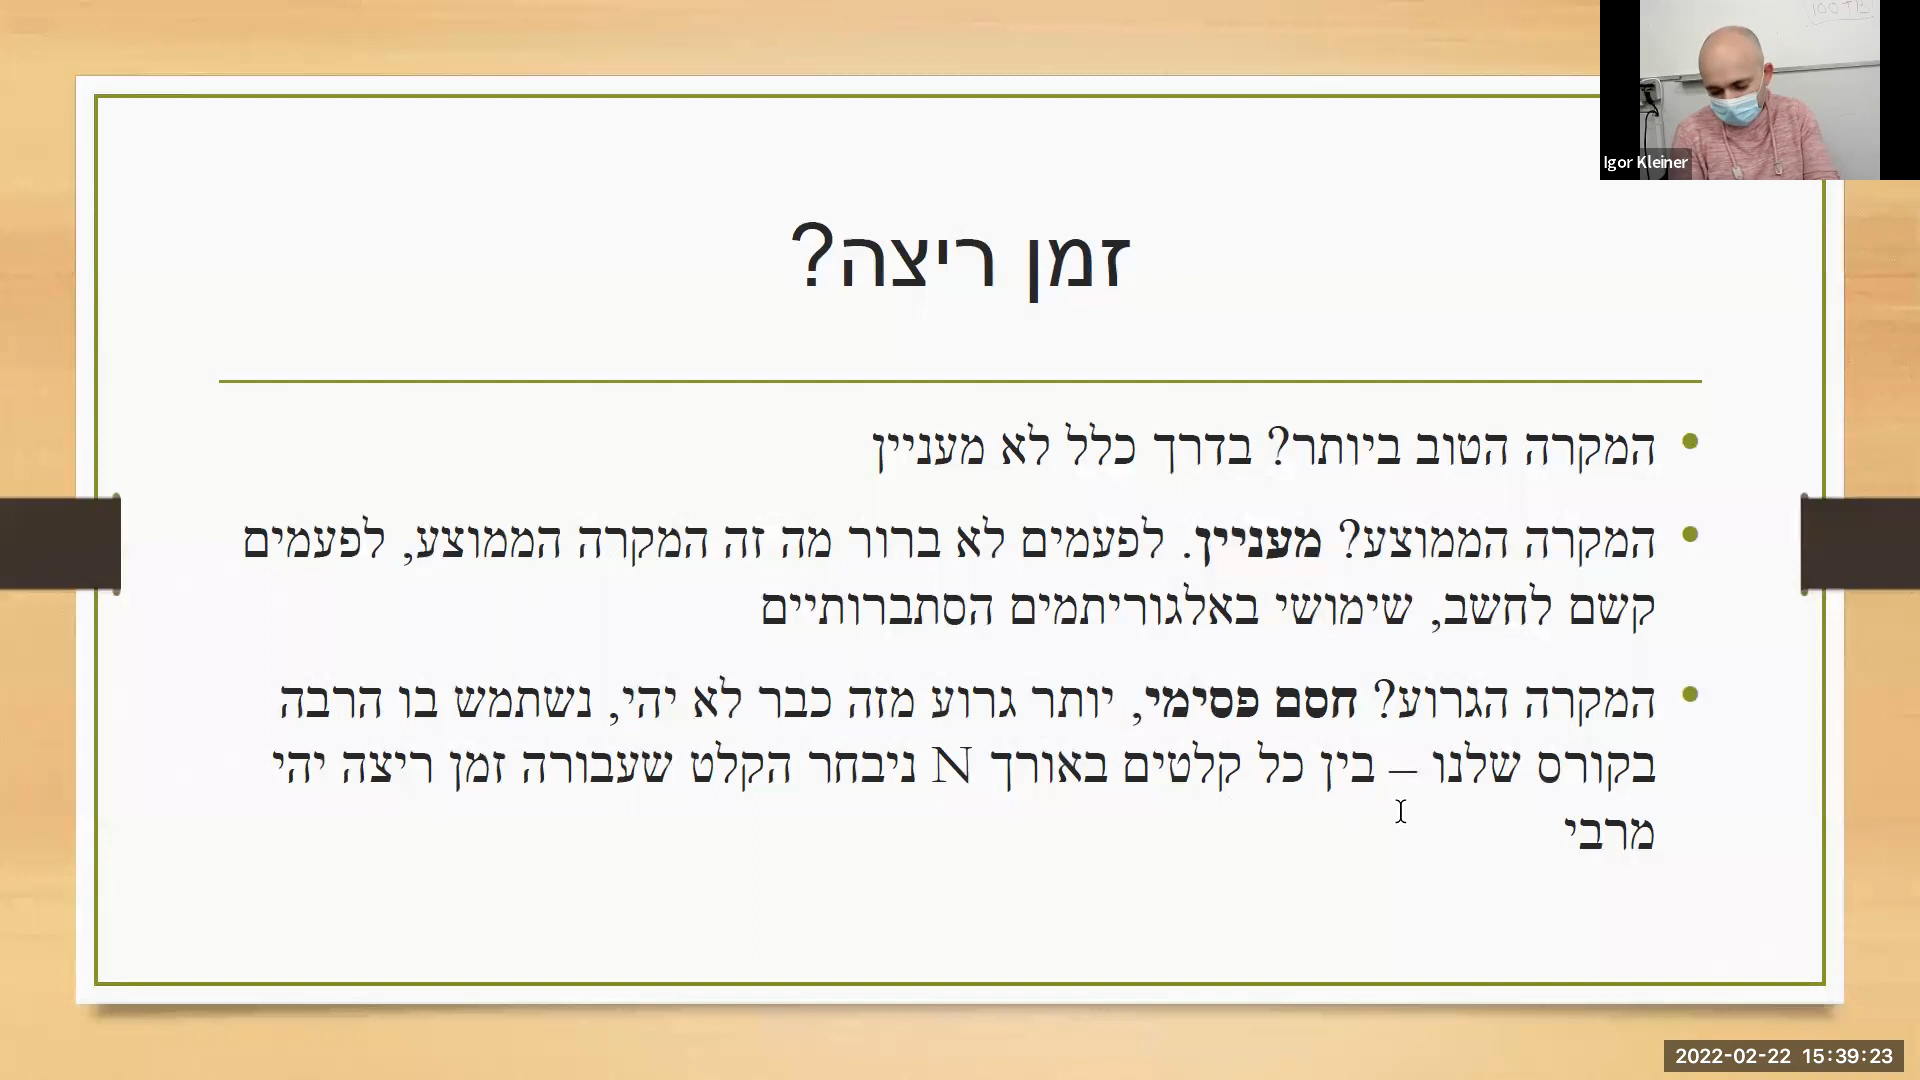 Igor Kleiner
זמן ריצה?
המקרה הטוב ביותר? בדרך כלל לא מעניין
המקרה הממוצע? מעניין. לפעמים לא ברור מה זה המקרה הממוצע, לפעמים
קשם לחשב, שימושי באלגוריתמים הסתברותיים
המקרה הגרוע? חסם פסימי, יותר גרוע מזה כבר לא יהי, נשתמש בו הרבה
בקורס שלנו – בין כל קלטים באורך N ניבחר הקלט שעבורה זמן ריצה יהי
מרבי
2022-02-22 15:39:23